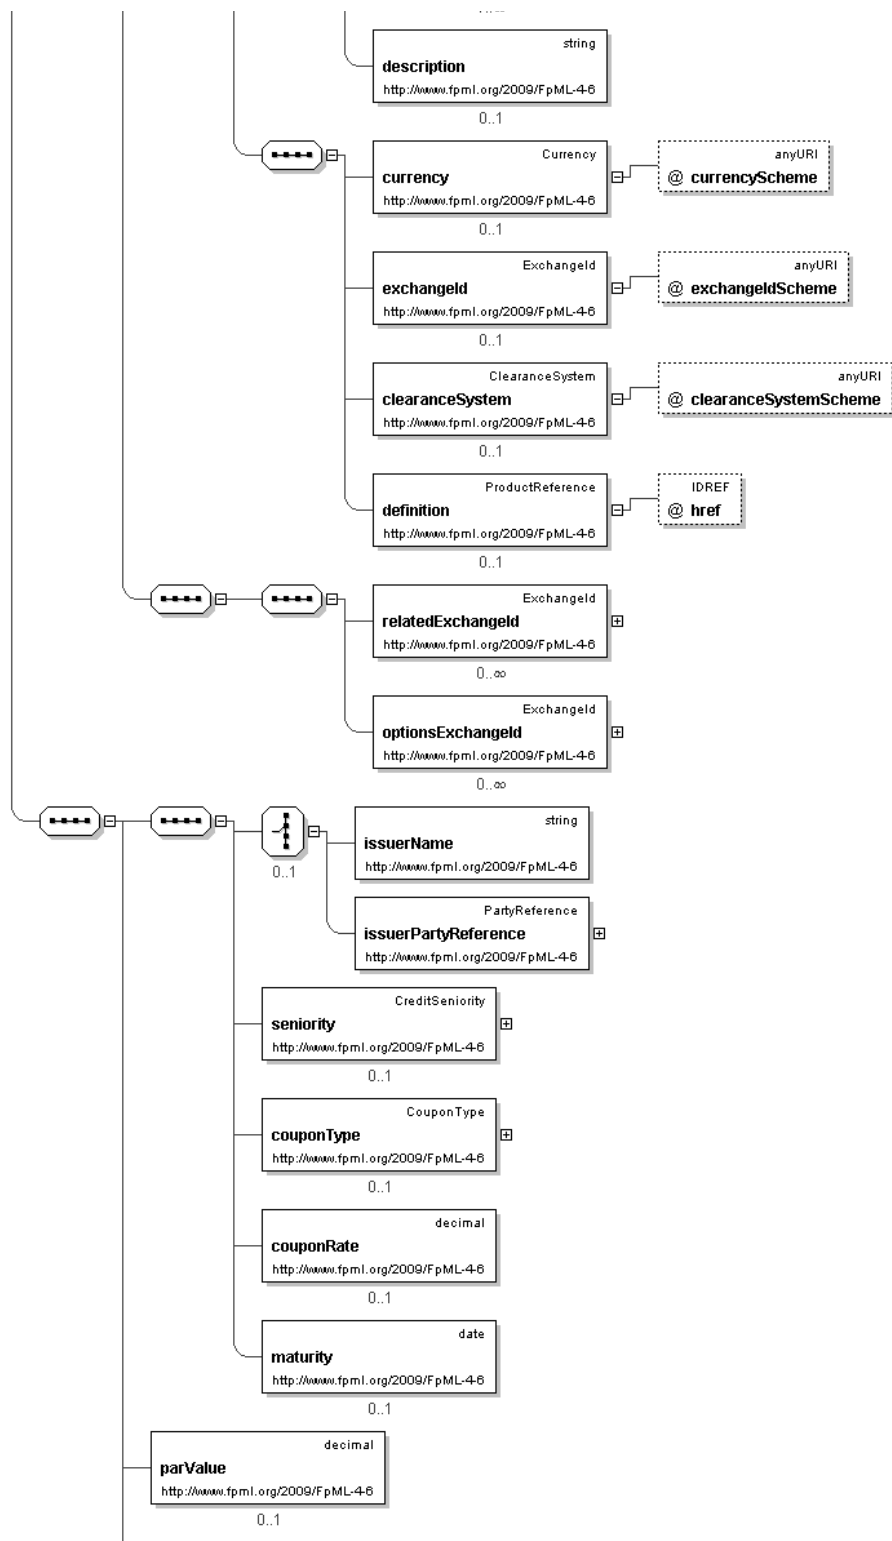 string
description
http://www.fpml.org/2009/FpML-4-6
0..1
Currency
currency
http://www.fpml.org/2009/FpML-4-6
0..1
anyURI
@ currencyScheme
ExchangeId
exchangeId
http://www.fpml.org/2009/FpML-4-6
0..1
anyURI
@ exchangeIdScheme
ClearanceSystem
clearanceSystem
http://www.fpml.org/2009/FpML-4-6
0..1
anyURI
@ clearanceSystemScheme
ProductReference
definition
http://www.fpml.org/2009/FpML-4-6
0..1
IDREF
@ href
ExchangeId
relatedExchangeId
http://www.fpml.org/2009/FpML-4-6
0..∞
ExchangeId
optionsExchangeId
http://www.fpml.org/2009/FpML-4-6
0..∞
0..1
string
issuerName
http://www.fpml.org/2009/FpML-4-6
PartyReference
issuerPartyReference
http://www.fpml.org/2009/FpML-4-6
CreditSeniority
seniority
http://www.fpml.org/2009/FpML-4-6
0..1
CouponType
couponType
http://www.fpml.org/2009/FpML-4-6
0..1
decimal
couponRate
http://www.fpml.org/2009/FpML-4-6
0..1
date
maturity
http://www.fpml.org/2009/FpML-4-6
0..1
decimal
parValue
http://www.fpml.org/2009/FpML-4-6
0..1